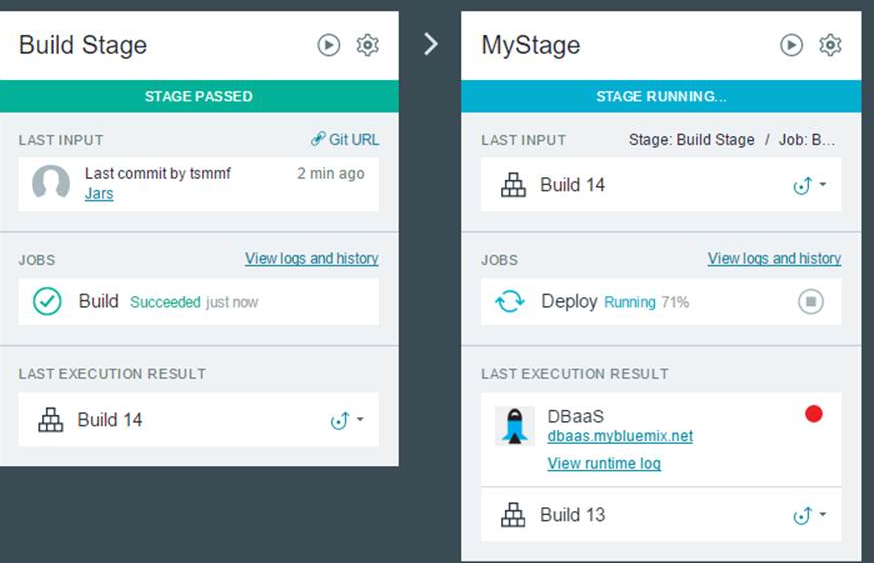 Build Stage
STAGE PASSED
LAST INPUT
Git URL
Last commit by tsmmf
2 min ago
Jars
JOBS
View logs and history
Build Succeeded just now
LAST EXECUTION RESULT
Build 14
MyStage
STAGE RUNNING...
LAST INPUT
Stage: Build Stage / Job: B...
Build 14
JOBS
View logs and history
Deploy Running 71%
LAST EXECUTION RESULT
DBaaS
dbaas.mybluemix.net
View runtime log
Build 13